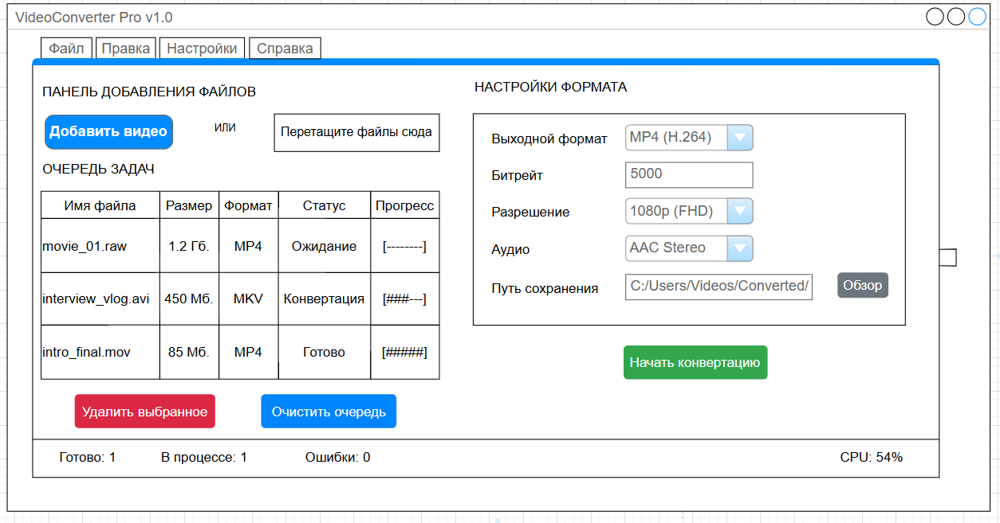 VideoConverter Pro v1.0
Файл Правка Настройки Справка
ПАНЕЛЬ ДОБАВЛЕНИЯ ФАЙЛОВ
Добавить видео ИЛИ Перетащите файлы сюда
ОЧЕРЕДЬ ЗАДАЧ
Имя файла Размер Формат Статус Прогресс
movie_01.raw 1.2 Гб. MP4 Ожидание [--------]
interview_vlog.avi 450 Мб. MKV Конвертация [###---]
intro_final.mov 85 Мб. MP4 Готово [#####]
Удалить выбранное Очистить очередь
НАСТРОЙКИ ФОРМАТА
Выходной формат MP4 (H.264)
Битрейт 5000
Разрешение 1080p (FHD)
Аудио AAC Stereo
Путь сохранения C:/Users/Videos/Converted/ Обзор
Начать конвертацию
Готово: 1 В процессе: 1 Ошибки: 0 CPU: 54%